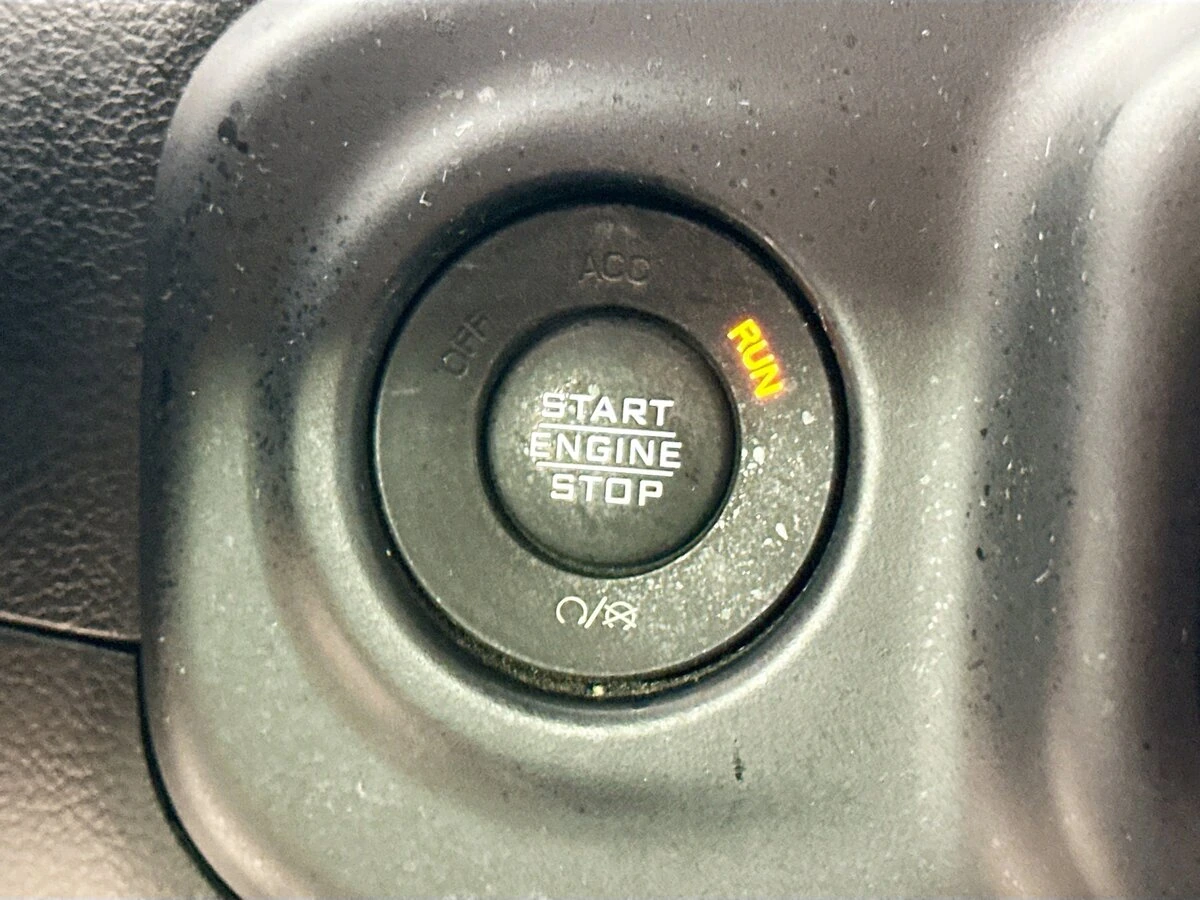 ACC
OFF
RUN
START
ENGINE
STOP